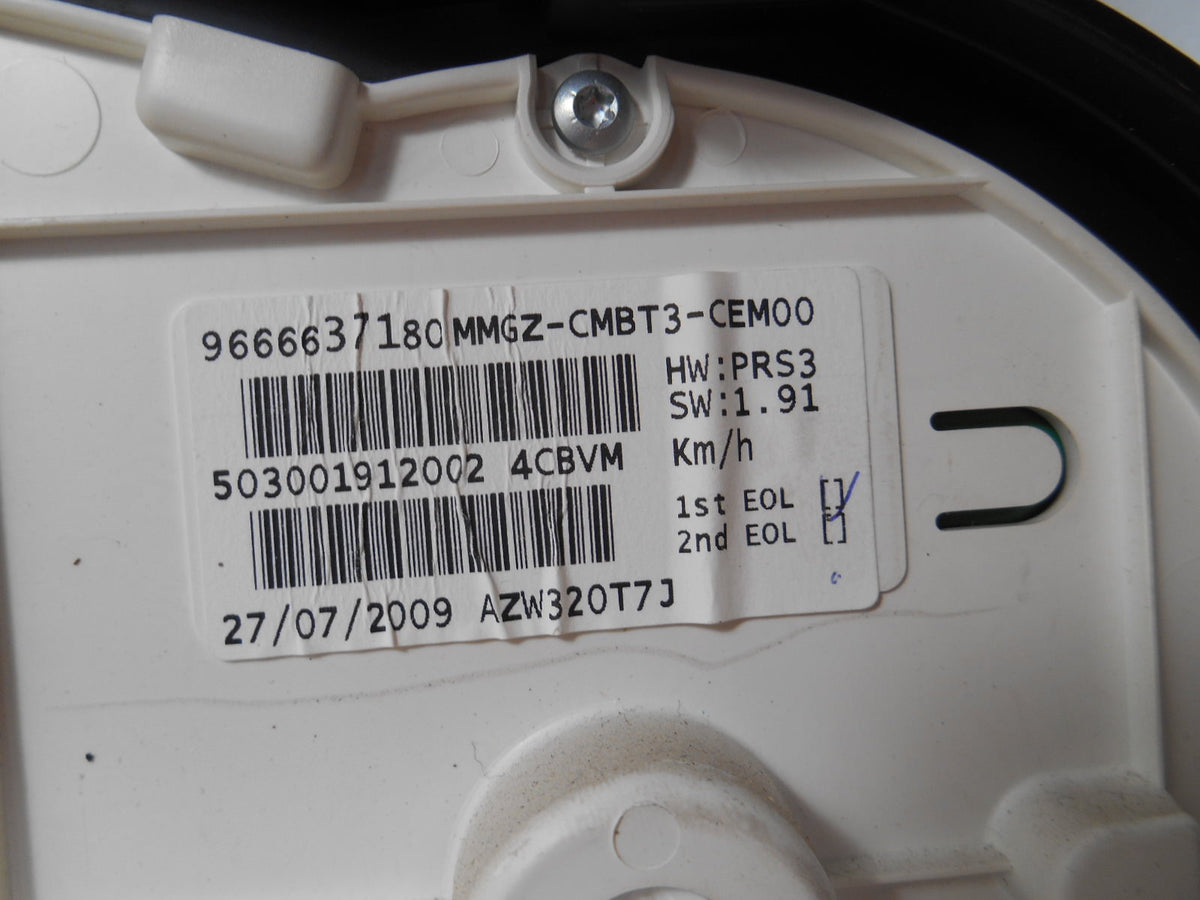 9666637180 MMGZ-CMBT3-CEM00
HW:PRS3
SW:1.91
503001912002 4CBVM
Km/h
1st EOL []
2nd EOL []
27/07/2009 AZW320T7J